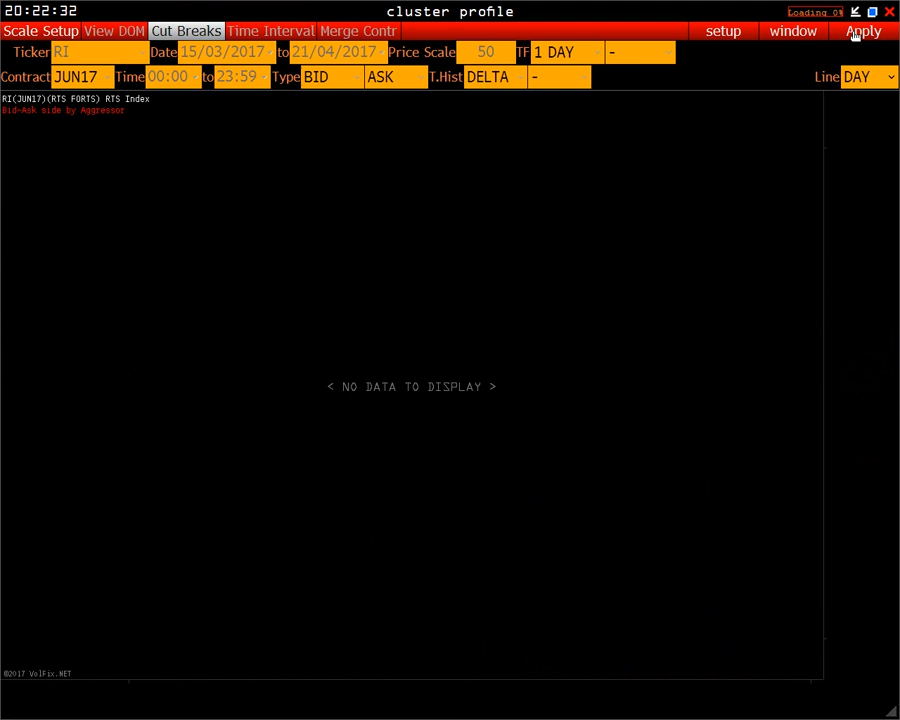 20:22:32 cluster profile Loading 0%
Scale Setup View DOM Cut Breaks Time Interval Merge Contr setup window Apply
Ticker RI Date 15/03/2017 to 21/04/2017 Price Scale 50 TF 1 DAY -
Contract JUN17 Time 00:00 to 23:59 Type BID ASK T.Hist DELTA - Line DAY
RI(JUN17)(RTS FORTS) RTS Index
Bid-Ask side by Aggressor
< NO DATA TO DISPLAY >
©2017 VolFix.NET